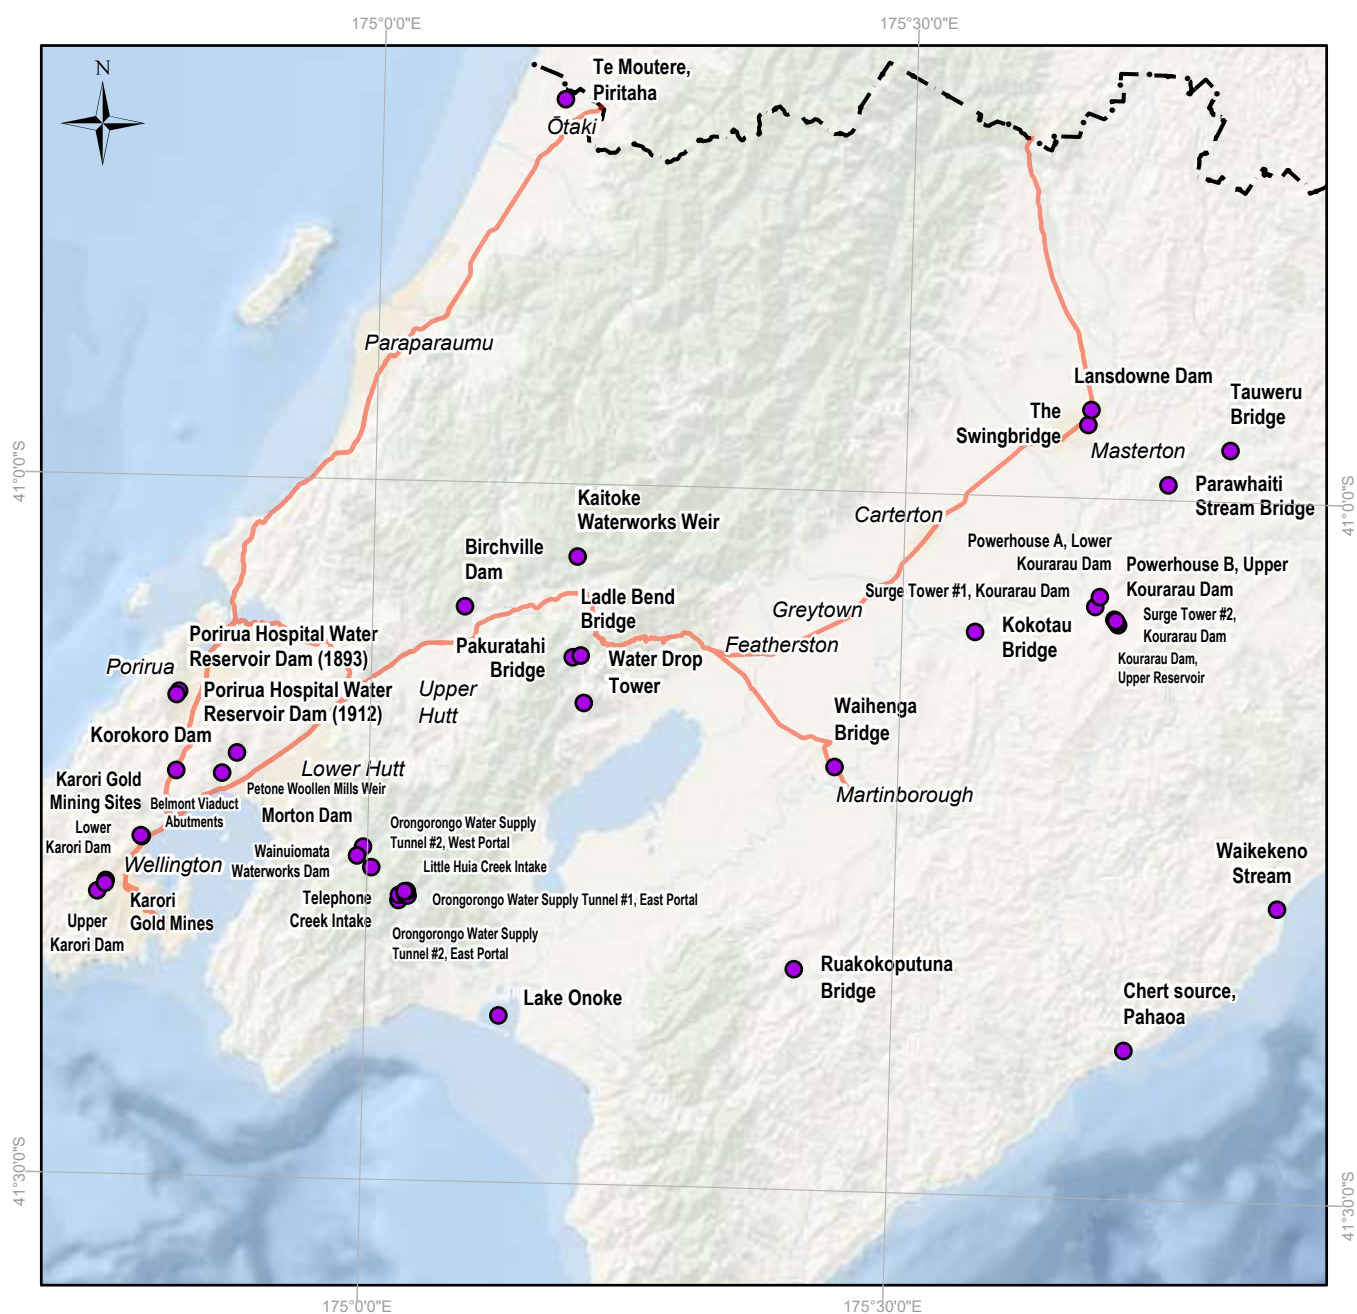 175°0'0"E
175°30'0"E
N
Te Moutere,
Piritaha
Ōtaki
Paraparaumu
Lansdowne Dam
Tauweru
Bridge
The
Swingbridge
Masterton
41°0'0"S
Parawhaiti
Stream Bridge
41°0'0"S
Kaitoke
Waterworks Weir
Carterton
Birchville
Dam
Powerhouse A, Lower
Kourarau Dam
Powerhouse B, Upper
Kourarau Dam
Surge Tower #1, Kourarau Dam
Ladle Bend
Bridge
Greytown
Surge Tower #2,
Kourarau Dam
Kokotau
Bridge
Porirua Hospital Water
Reservoir Dam (1893)
Pakuratahi
Bridge
Featherston
Kourarau Dam,
Upper Reservoir
Porirua
Water Drop
Tower
Porirua Hospital Water
Reservoir Dam (1912)
Upper
Hutt
Waihenga
Bridge
Korokoro Dam
Lower Hutt
Karori Gold
Mining Sites
Petone Woollen Mills Weir
Martinborough
Belmont Viaduct
Abutments
Morton Dam
Lower
Karori Dam
Orongorongo Water Supply
Tunnel #2, West Portal
Wainuiomata
Waterworks Dam
Wellington
Little Huia Creek Intake
Waikekeno
Stream
Karori
Gold Mines
Telephone
Creek Intake
Orongorongo Water Supply Tunnel #1, East Portal
Upper
Karori Dam
Orongorongo Water Supply
Tunnel #2, East Portal
Ruakokoputuna
Bridge
Lake Onoke
Chert source,
Pahaoa
41°30'0"S
41°30'0"S
175°0'0"E
175°30'0"E